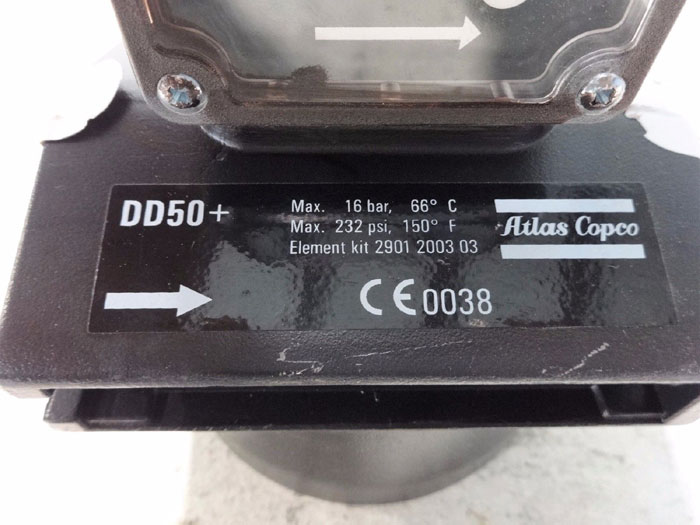 DD50+
Max. 16 bar, 66° C
Max. 232 psi, 150° F
Element kit 2901 2003 03
Atlas Copco
CE 0038